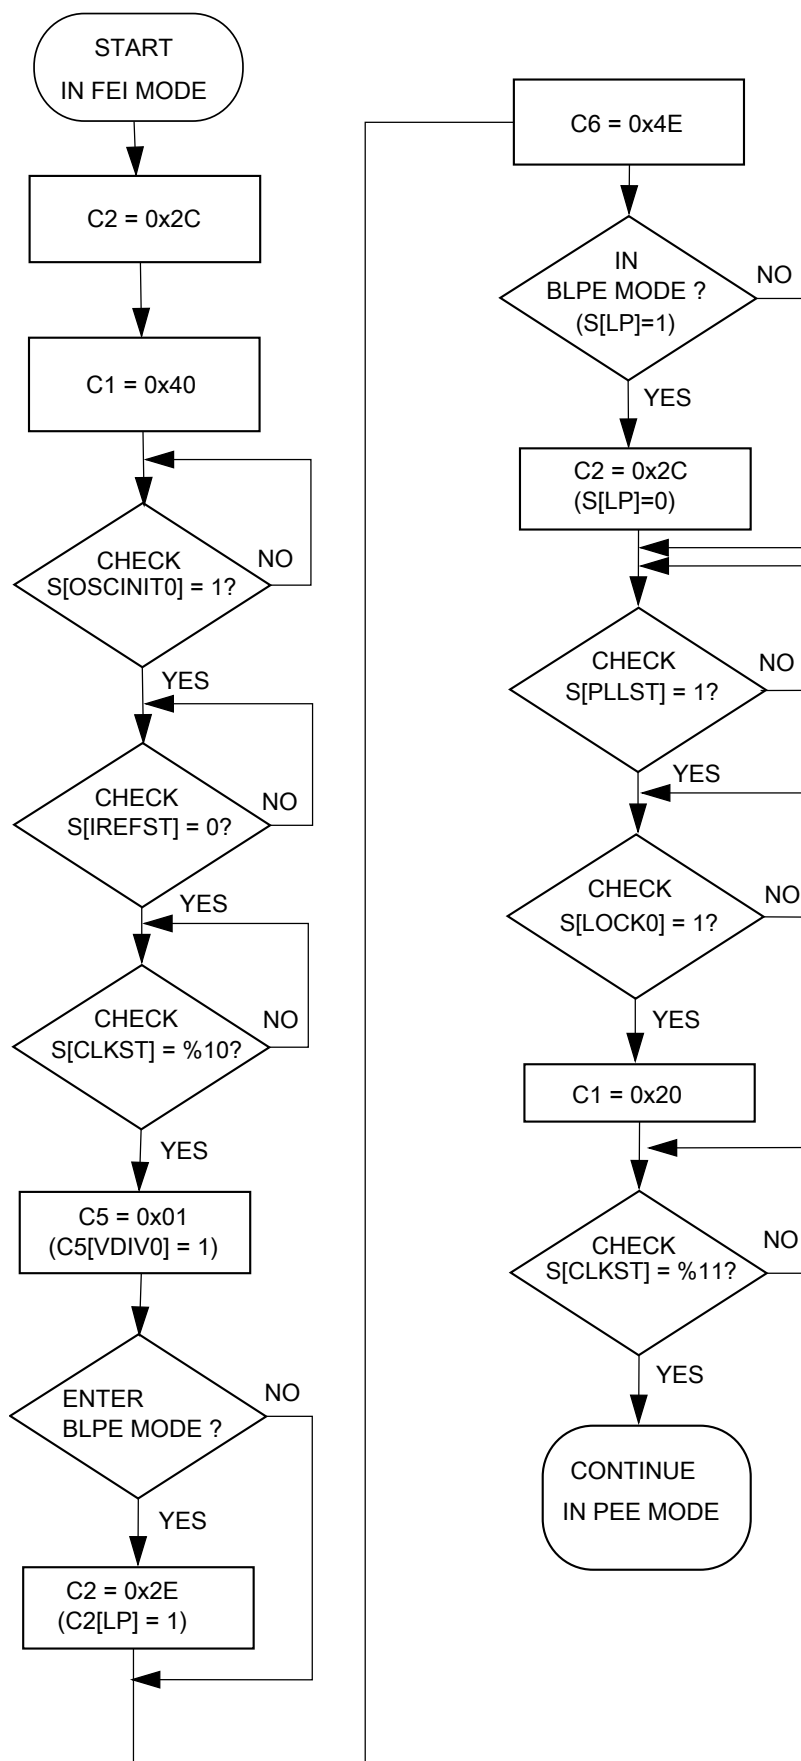 START
IN FEI MODE
C2 = 0x2C
C1 = 0x40
CHECK
S[OSCINIT0] = 1?
NO
YES
CHECK
S[IREFST] = 0?
NO
YES
CHECK
S[CLKST] = %10?
NO
YES
C5 = 0x01
(C5[VDIV0] = 1)
ENTER
BLPE MODE ?
NO
YES
C2 = 0x2E
(C2[LP] = 1)
C6 = 0x4E
IN
BLPE MODE ?
(S[LP]=1)
NO
YES
C2 = 0x2C
(S[LP]=0)
CHECK
S[PLLST] = 1?
NO
YES
CHECK
S[LOCK0] = 1?
NO
YES
C1 = 0x20
CHECK
S[CLKST] = %11?
NO
YES
CONTINUE
IN PEE MODE